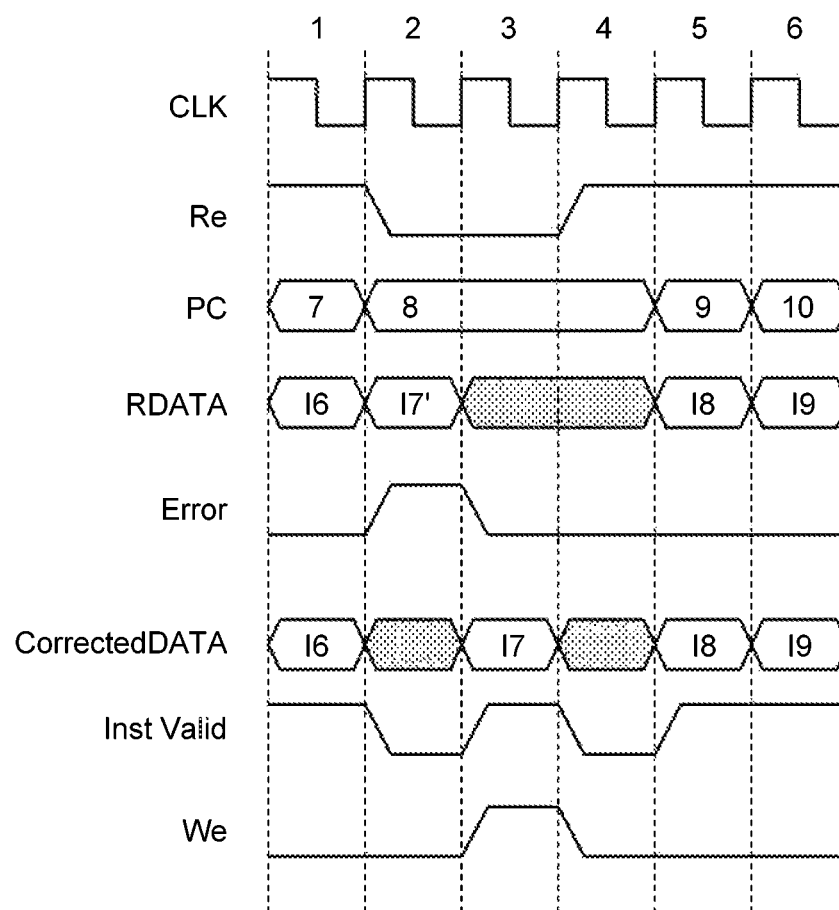 1 2 3 4 5 6
CLK
Re
PC 7 8 9 10
RDATA I6 I7' I8 I9
Error
CorrectedDATA I6 I7 I8 I9
Inst Valid
We